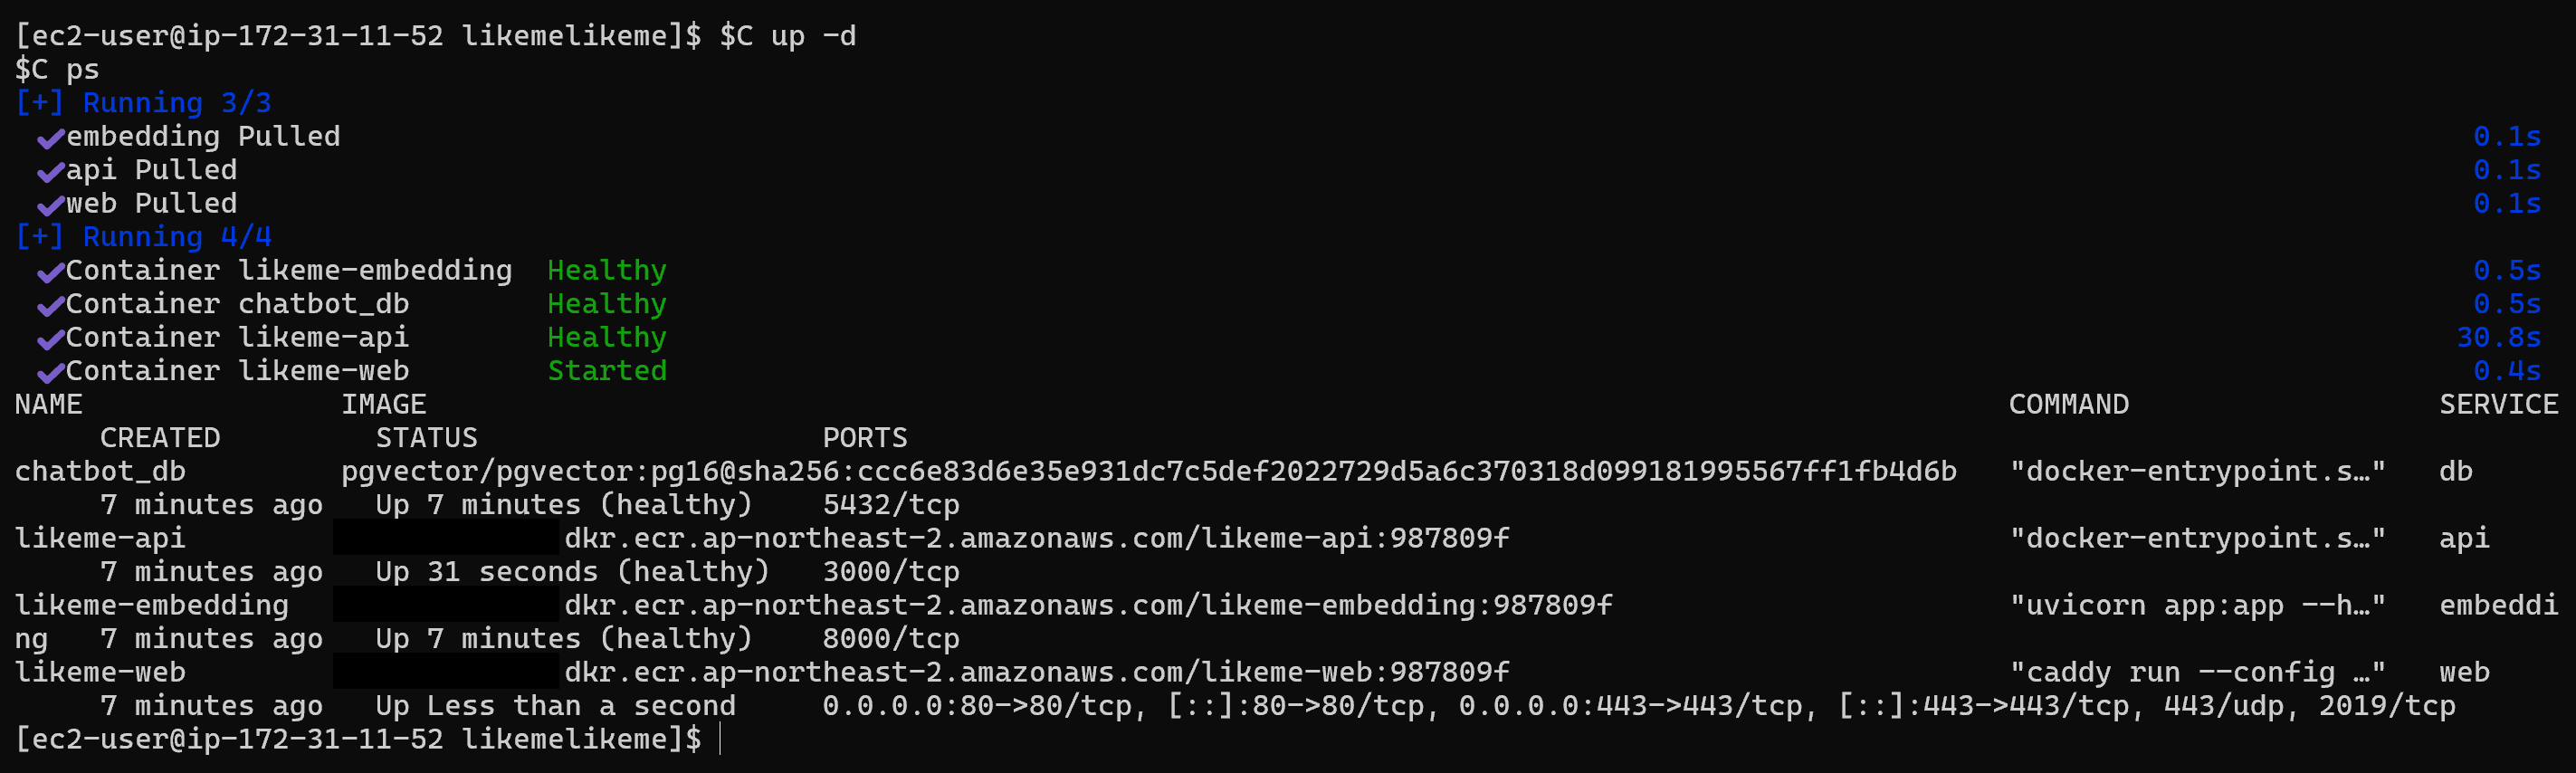 [ec2-user@ip-172-31-11-52 likemelikeme]$ $C up -d
$C ps
[+] Running 3/3
✔embedding Pulled 0.1s
✔api Pulled 0.1s
✔web Pulled 0.1s
[+] Running 4/4
✔Container likeme-embedding Healthy 0.5s
✔Container chatbot_db Healthy 0.5s
✔Container likeme-api Healthy 30.8s
✔Container likeme-web Started 0.4s
NAME IMAGE COMMAND SERVICE
CREATED STATUS PORTS
chatbot_db pgvector/pgvector:pg16@sha256:ccc6e83d6e35e931dc7c5def2022729d5a6c370318d099181995567ff1fb4d6b "docker-entrypoint.s…" db
7 minutes ago Up 7 minutes (healthy) 5432/tcp
likeme-api dkr.ecr.ap-northeast-2.amazonaws.com/likeme-api:987809f "docker-entrypoint.s…" api
7 minutes ago Up 31 seconds (healthy) 3000/tcp
likeme-embedding dkr.ecr.ap-northeast-2.amazonaws.com/likeme-embedding:987809f "uvicorn app:app --h…" embeddi
ng 7 minutes ago Up 7 minutes (healthy) 8000/tcp
likeme-web dkr.ecr.ap-northeast-2.amazonaws.com/likeme-web:987809f "caddy run --config …" web
7 minutes ago Up Less than a second 0.0.0.0:80->80/tcp, [::]:80->80/tcp, 0.0.0.0:443->443/tcp, [::]:443->443/tcp, 443/udp, 2019/tcp
[ec2-user@ip-172-31-11-52 likemelikeme]$